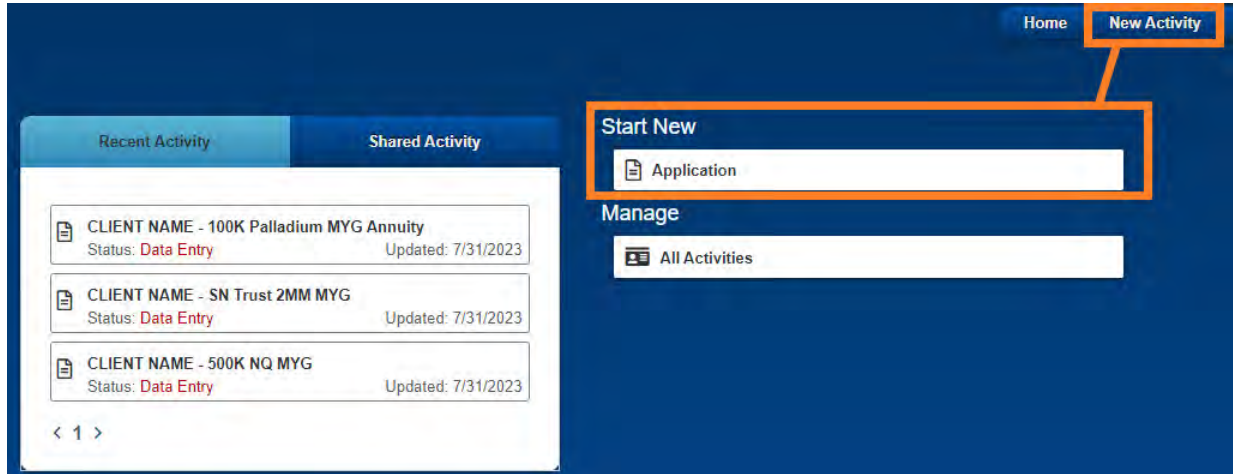 Home New Activity
Recent Activity Shared Activity
CLIENT NAME - 100K Palladium MYG Annuity
Status: Data Entry Updated: 7/31/2023
CLIENT NAME - SN Trust 2MM MYG
Status: Data Entry Updated: 7/31/2023
CLIENT NAME - 500K NQ MYG
Status: Data Entry Updated: 7/31/2023
< 1 >
Start New
Application
Manage
All Activities